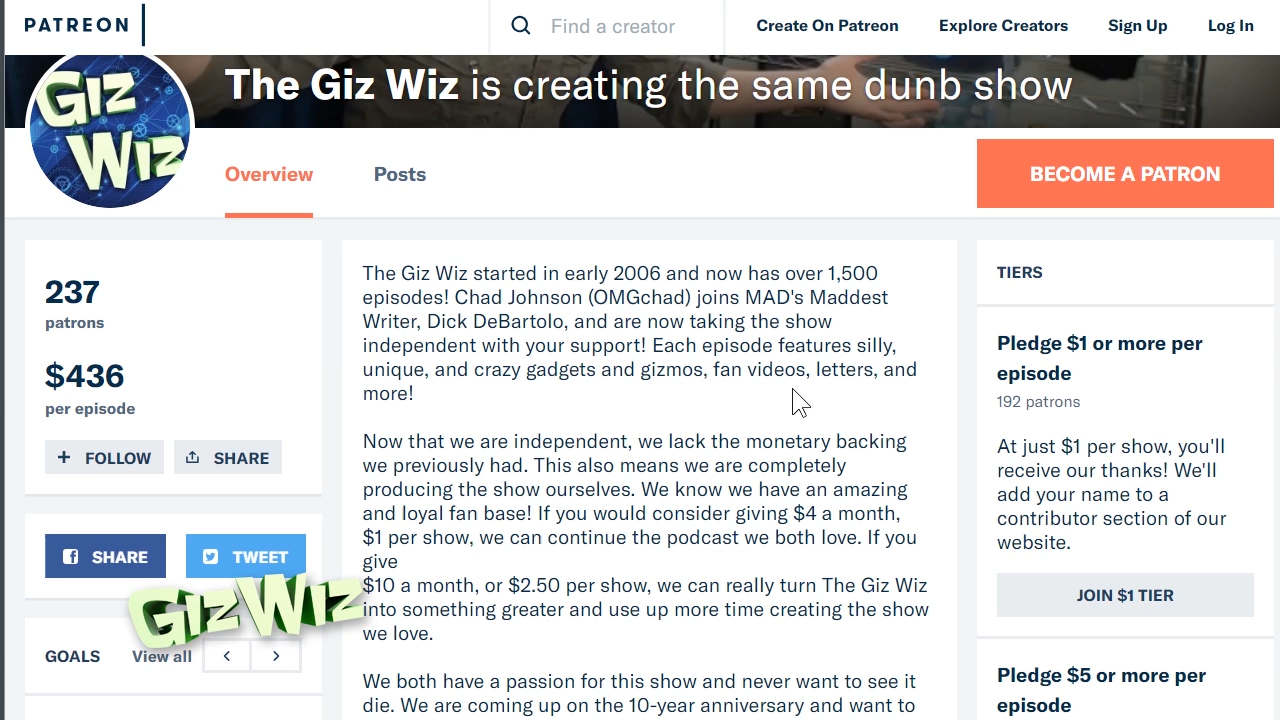 PATREON
Find a creator
Create On Patreon
Explore Creators
Sign Up
Log In
GIZ
WIZ
The Giz Wiz is creating the same dunb show
Overview
Posts
BECOME A PATRON
237
patrons
$436
per episode
+ FOLLOW
SHARE
SHARE
TWEET
GIZWIZ
GOALS
View all
The Giz Wiz started in early 2006 and now has over 1,500
episodes! Chad Johnson (OMGchad) joins MAD's Maddest
Writer, Dick DeBartolo, and are now taking the show
independent with your support! Each episode features silly,
unique, and crazy gadgets and gizmos, fan videos, letters, and
more!
Now that we are independent, we lack the monetary backing
we previously had. This also means we are completely
producing the show ourselves. We know we have an amazing
and loyal fan base! If you would consider giving $4 a month,
$1 per show, we can continue the podcast we both love. If you
give
$10 a month, or $2.50 per show, we can really turn The Giz Wiz
into something greater and use up more time creating the show
we love.
We both have a passion for this show and never want to see it
die. We are coming up on the 10-year anniversary and want to
TIERS
Pledge $1 or more per
episode
192 patrons
At just $1 per show, you'll
receive our thanks! We'll
add your name to a
contributor section of our
website.
JOIN $1 TIER
Pledge $5 or more per
episode